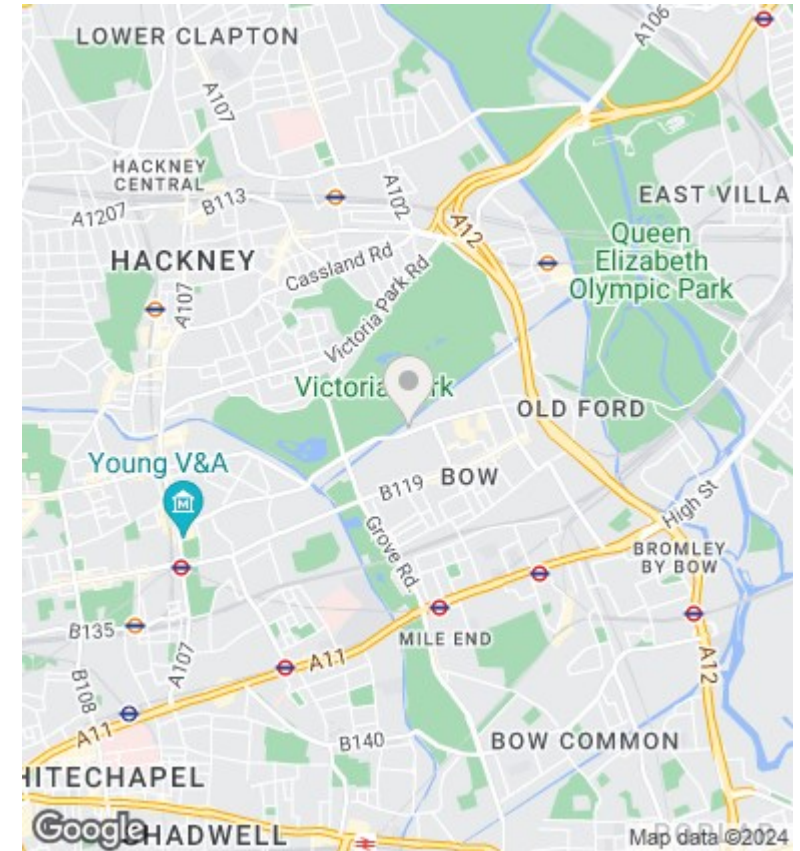 LOWER CLAPTON
A106
A107
HACKNEY
CENTRAL
B113
A102
A1207
EAST VILLA
A12
HACKNEY
Cassland Rd
Queen
Elizabeth
Olympic Park
A107
Victoria Park Rd
Victoria
rk
OLD FORD
Young V&A
BOW
B119
High St
Grove Rd.
BROMLEY
BY BOW
B135
A107
MILE END
A11
A12
B108
A11
B140
BOW COMMON
HITECHAPEL
Google
HADWELL
Map data ©2024